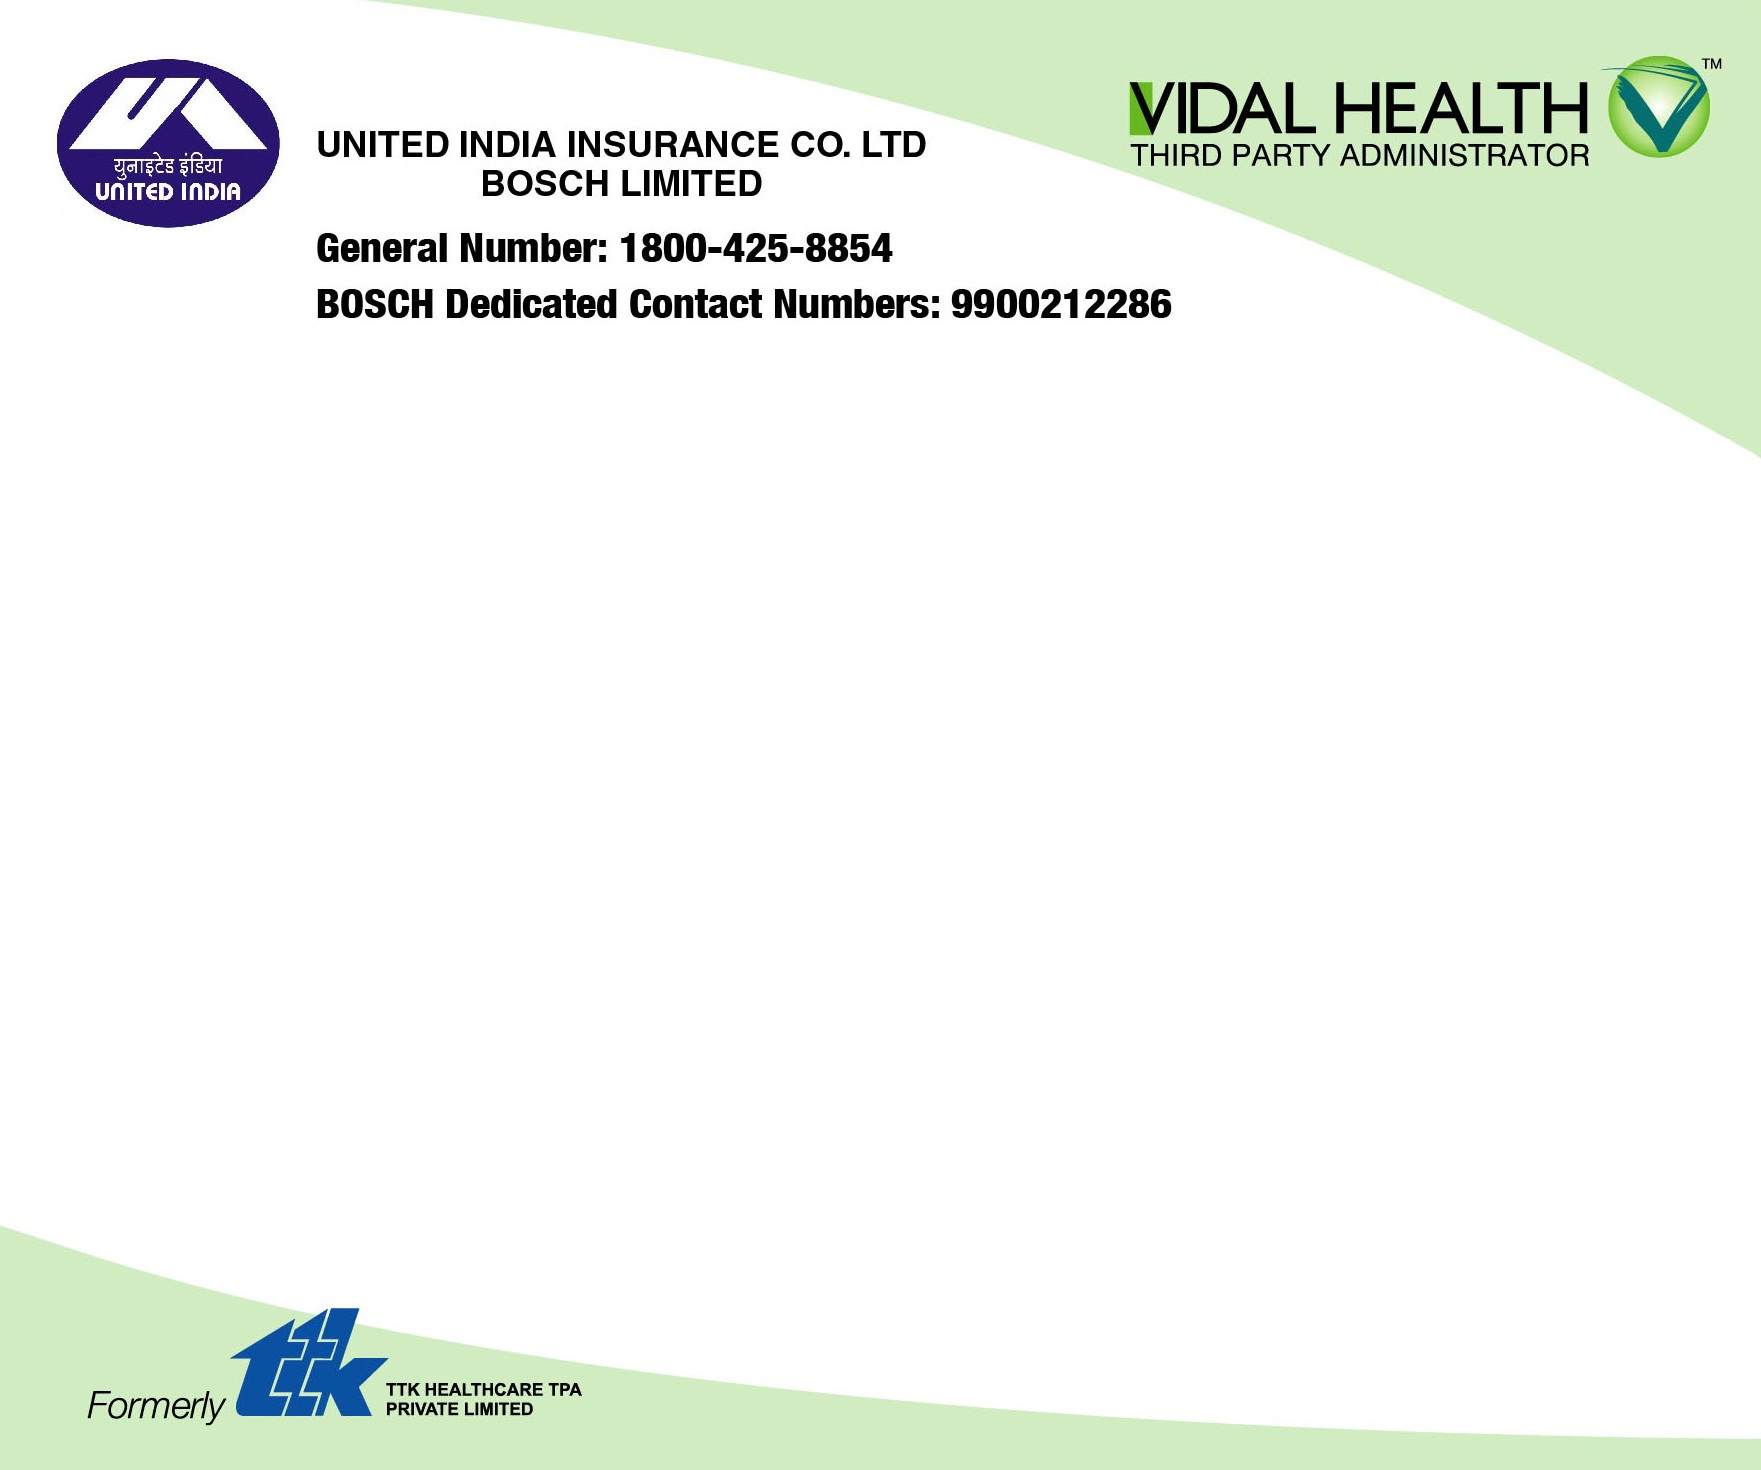 युनाइटेड इंडिया
UNITED INDIA
UNITED INDIA INSURANCE CO. LTD
BOSCH LIMITED
General Number: 1800-425-8854
BOSCH Dedicated Contact Numbers: 9900212286
VIDAL HEALTH
THIRD PARTY ADMINISTRATOR
TM
Formerly
ttk
TTK HEALTHCARE TPA
PRIVATE LIMITED